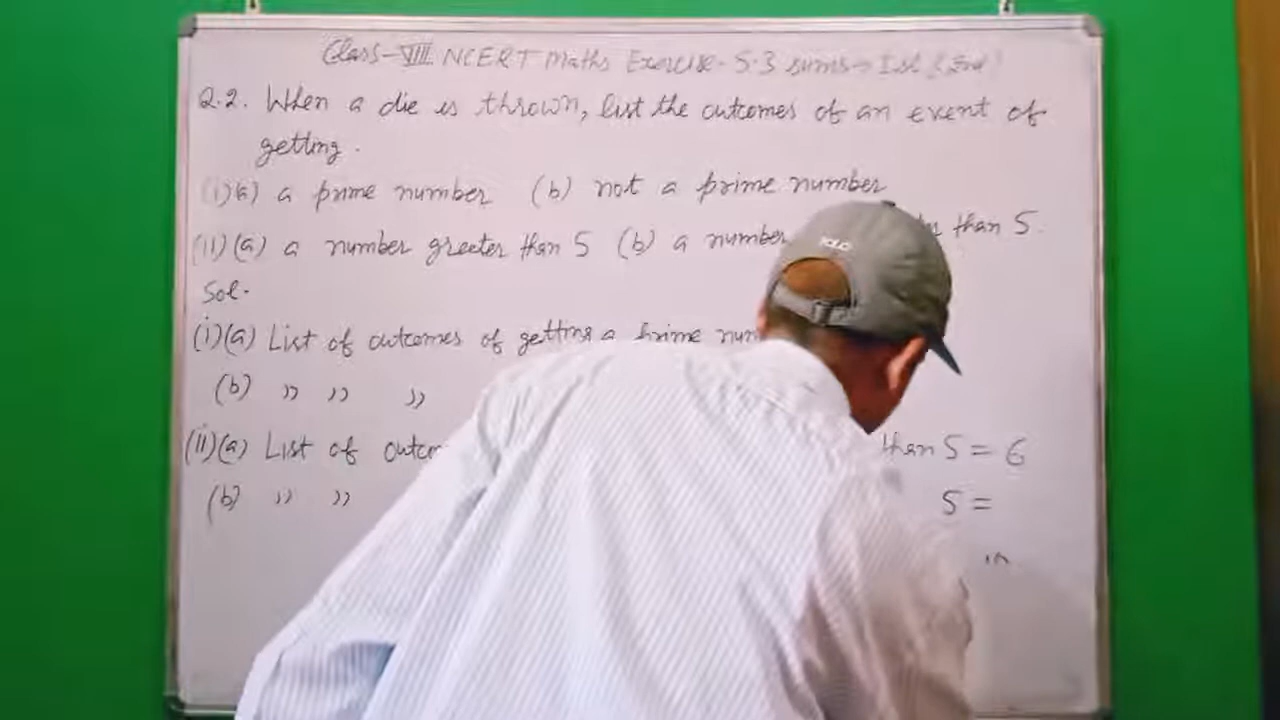 Class-VIII NCERT Maths Exercise-5.3 sums→
Q.2. When a die is thrown, list the outcomes of an event of
getting.
(i)(a) a prime number (b) not a prime number
(ii)(a) a number greater than 5 (b) a number than 5.
Sol.
(i)(a) List of outcomes of getting a prime
(b) ,, ,, ,,
(ii)(a) List of than 5 = 6
(b) ,, ,, 5 =